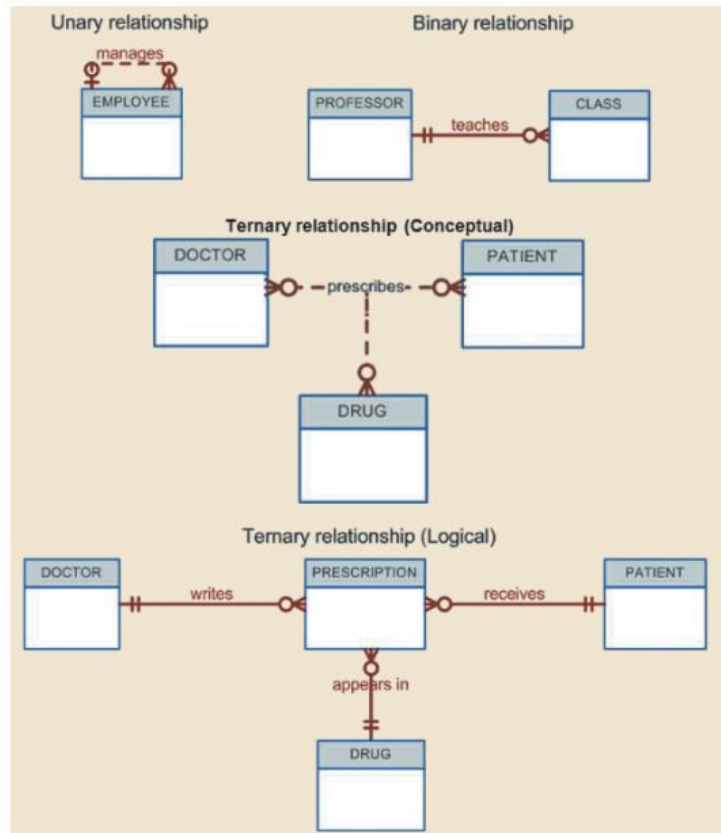 Unary relationship
Binary relationship
manages
EMPLOYEE
PROFESSOR
teaches
CLASS
Ternary relationship (Conceptual)
DOCTOR
prescribes
PATIENT
DRUG
Ternary relationship (Logical)
DOCTOR
writes
PRESCRIPTION
receives
PATIENT
appears in
DRUG